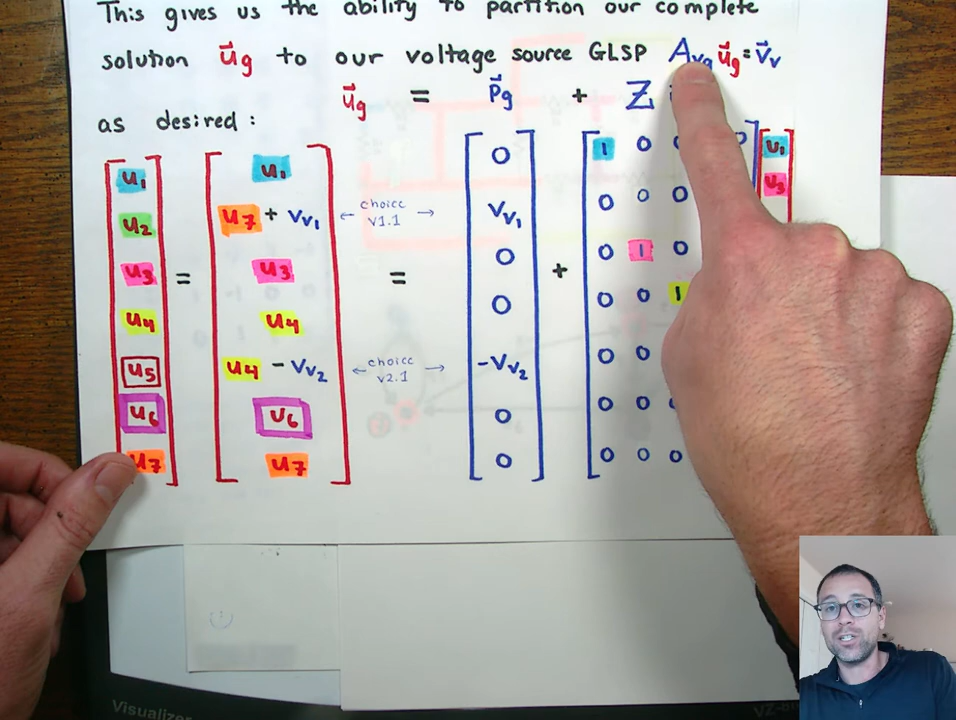 This gives us the ability to partition our complete
solution u⃗g to our voltage source GLSP Avg u⃗g = v⃗v
as desired :
u⃗g = p⃗g + Z
u1 u1 0 1 0 0 u1
u2 u7 + Vv1 ← choice v1.1 → Vv1 0 0 0 u3
u3 = u3 = 0 + 0 1 0
u4 u4 0 0 0 1
u5 u4 - Vv2 ← choice v2.1 → -Vv2 0 0
u6 u6 0 0 0 0
u7 u7 0 0 0 0
Visualizer